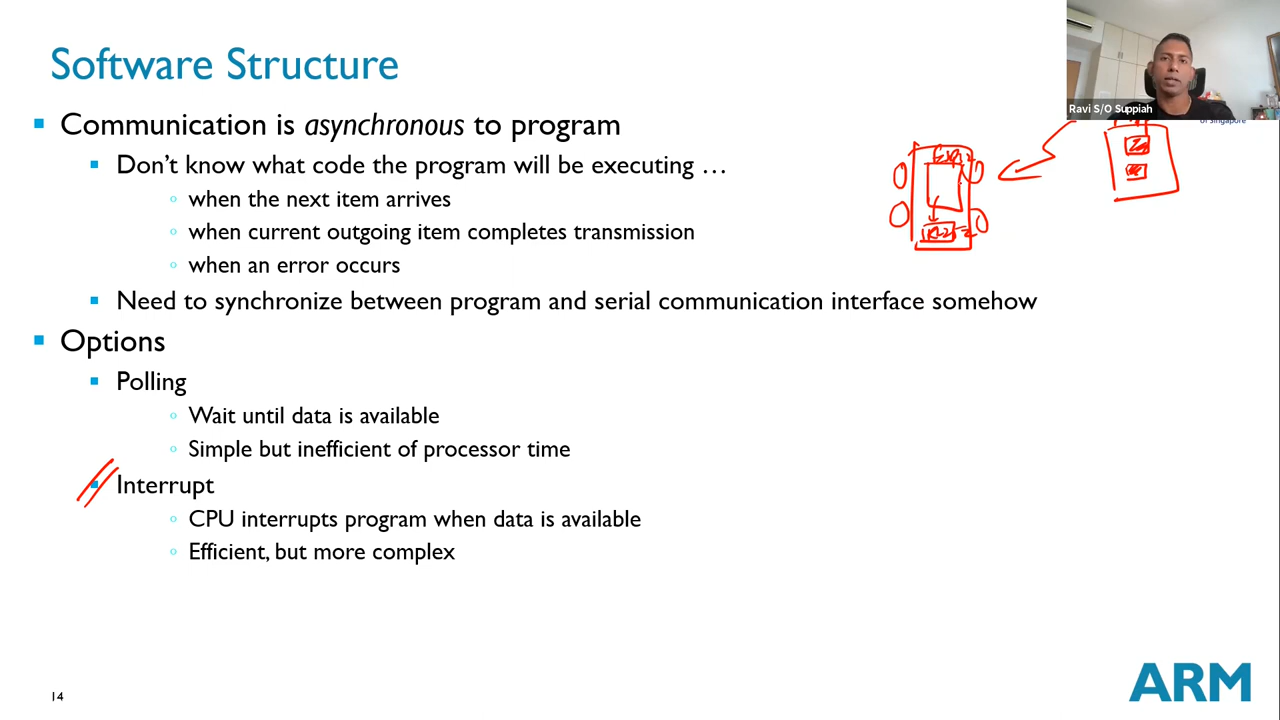 Software Structure
Ravi S/O Suppiah
of Singapore
Communication is asynchronous to program
Don't know what code the program will be executing …
when the next item arrives
when current outgoing item completes transmission
when an error occurs
Need to synchronize between program and serial communication interface somehow
Options
Polling
Wait until data is available
Simple but inefficient of processor time
Interrupt
CPU interrupts program when data is available
Efficient, but more complex
14
ARM